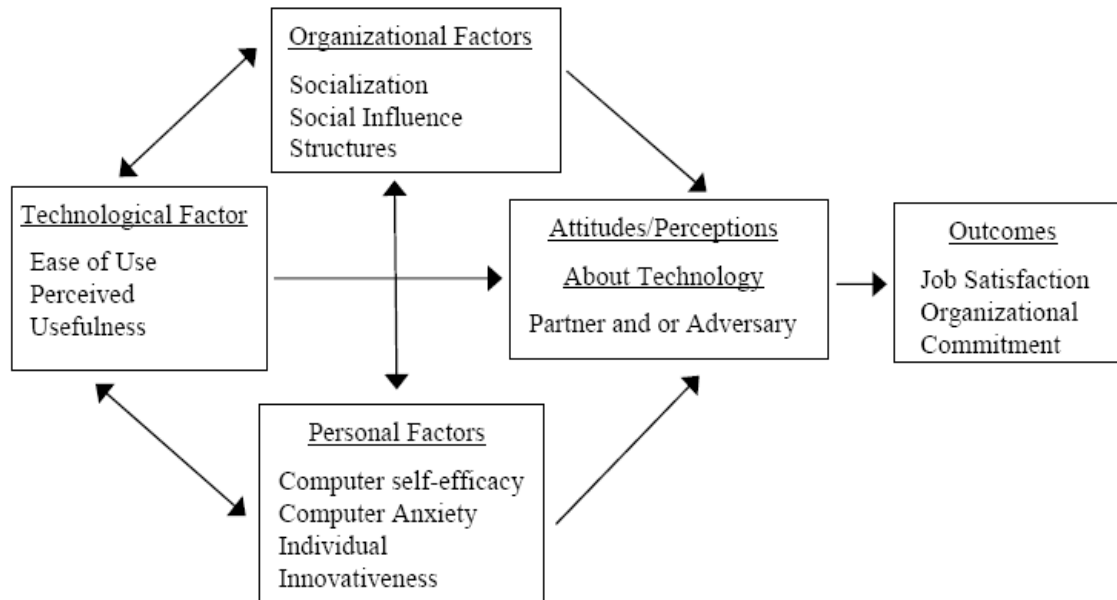 Organizational Factors
Socialization
Social Influence
Structures
Technological Factor
Ease of Use
Perceived
Usefulness
Attitudes/Perceptions
About Technology
Partner and or Adversary
Outcomes
Job Satisfaction
Organizational
Commitment
Personal Factors
Computer self-efficacy
Computer Anxiety
Individual
Innovativeness